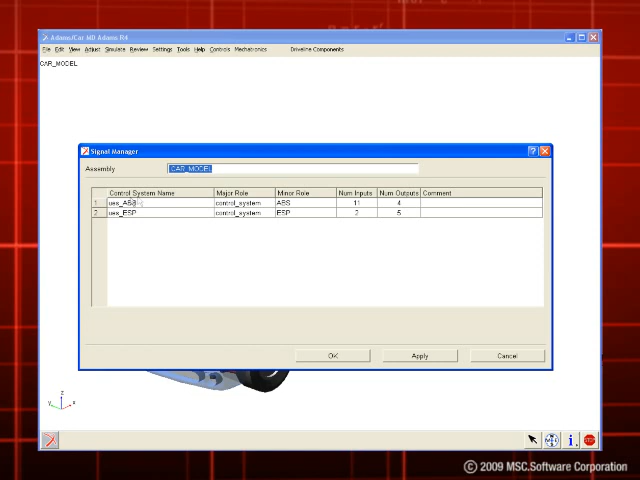 Adams/Car MD Adams R4
File Edit View Adjust Simulate Review Settings Tools Help Controls Mechatronics Driveline Components
CAR_MODEL
Signal Manager
Assembly .CAR_MODEL
Control System Name Major Role Minor Role Num Inputs Num Outputs Comment
1 ues_ABS control_system ABS 11 4
2 ues_ESP control_system ESP 2 5
OK Apply Cancel
z
y x
i
STOP
© 2009 MSC.Software Corporation